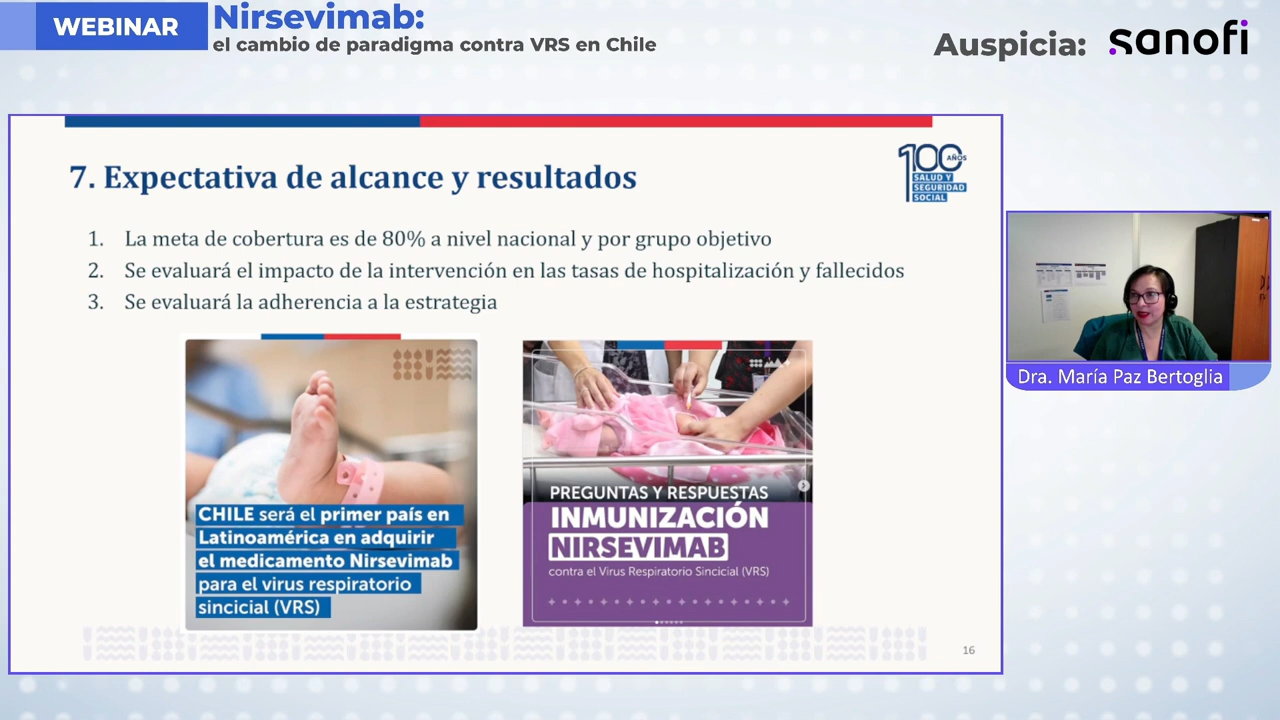 WEBINAR
Nirsevimab:
el cambio de paradigma contra VRS en Chile
Auspicia: sanofi
7. Expectativa de alcance y resultados
100 AÑOS
SALUD Y
SEGURIDAD
SOCIAL
1. La meta de cobertura es de 80% a nivel nacional y por grupo objetivo
2. Se evaluará el impacto de la intervención en las tasas de hospitalización y fallecidos
3. Se evaluará la adherencia a la estrategia
CHILE será el primer país en
Latinoamérica en adquirir
el medicamento Nirsevimab
para el virus respiratorio
sincicial (VRS)
PREGUNTAS Y RESPUESTAS
INMUNIZACIÓN
NIRSEVIMAB
contra el Virus Respiratorio Sincicial (VRS)
16
Dra. María Paz Bertoglia